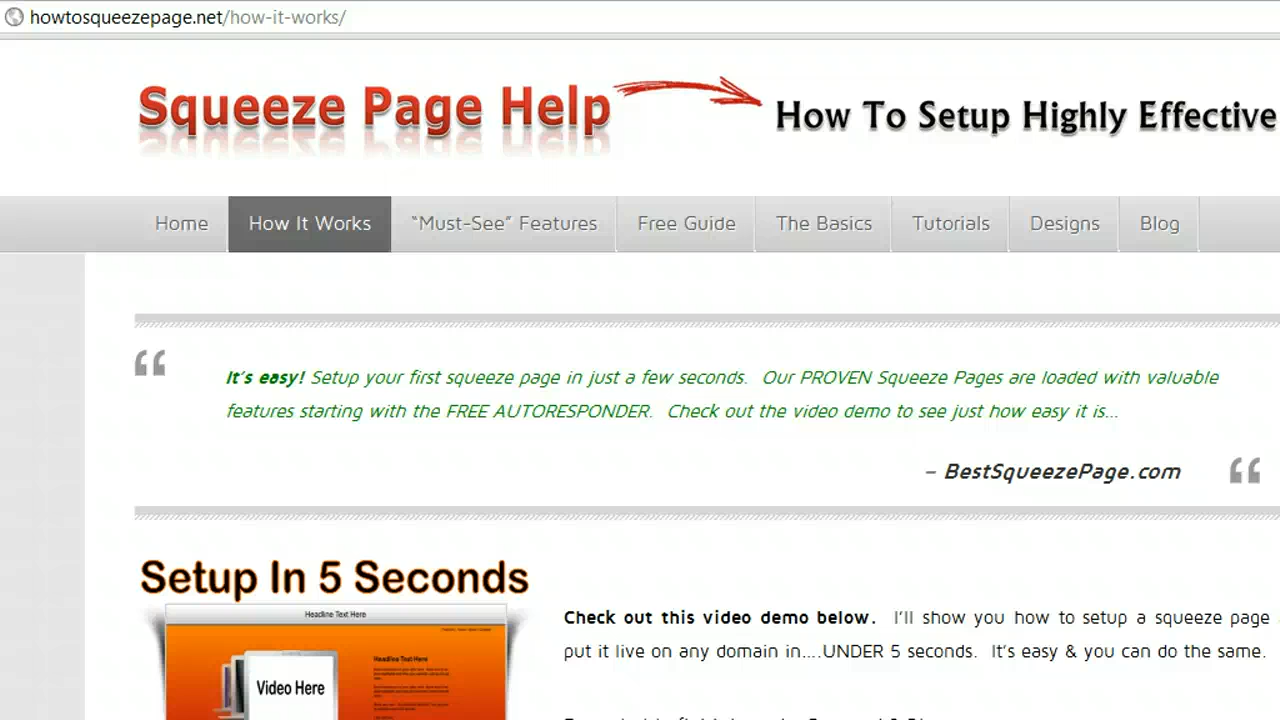 howtosqueezepage.net/how-it-works/
Squeeze Page Help
How To Setup Highly Effective
Home How It Works “Must-See” Features Free Guide The Basics Tutorials Designs Blog
It's easy! Setup your first squeeze page in just a few seconds. Our PROVEN Squeeze Pages are loaded with valuable
features starting with the FREE AUTORESPONDER. Check out the video demo to see just how easy it is...
– BestSqueezePage.com
Setup In 5 Seconds
Headline Text Here
Headline Text Here
Video Here
Check out this video demo below. I'll show you how to setup a squeeze page
put it live on any domain in....UNDER 5 seconds. It's easy & you can do the same.